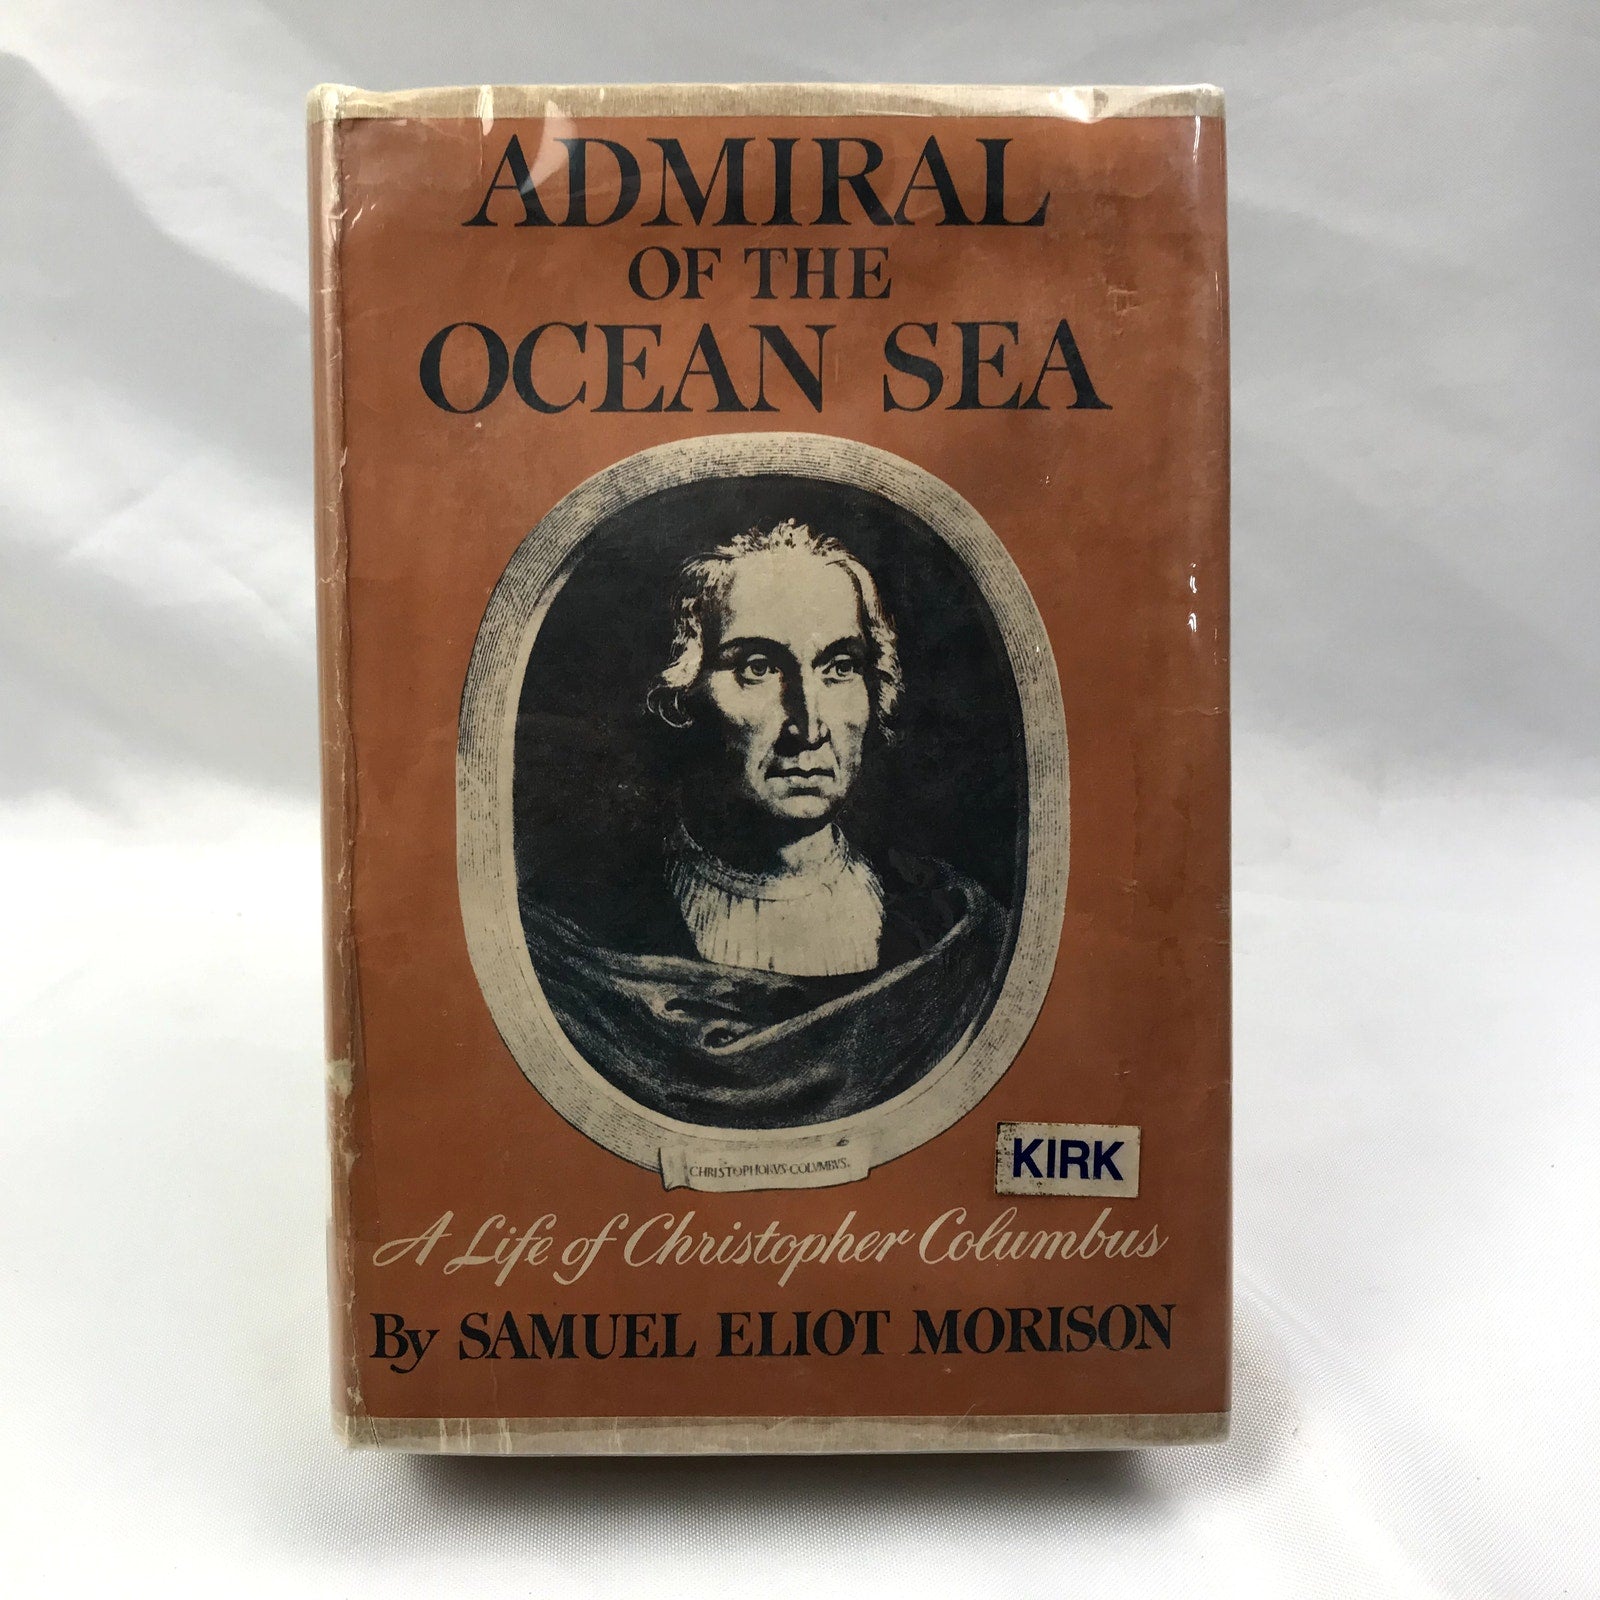 ADMIRAL
OF THE
OCEAN SEA
CHRISTOPHORVS·COLVMBVS.
KIRK
A Life of Christopher Columbus
By SAMUEL ELIOT MORISON